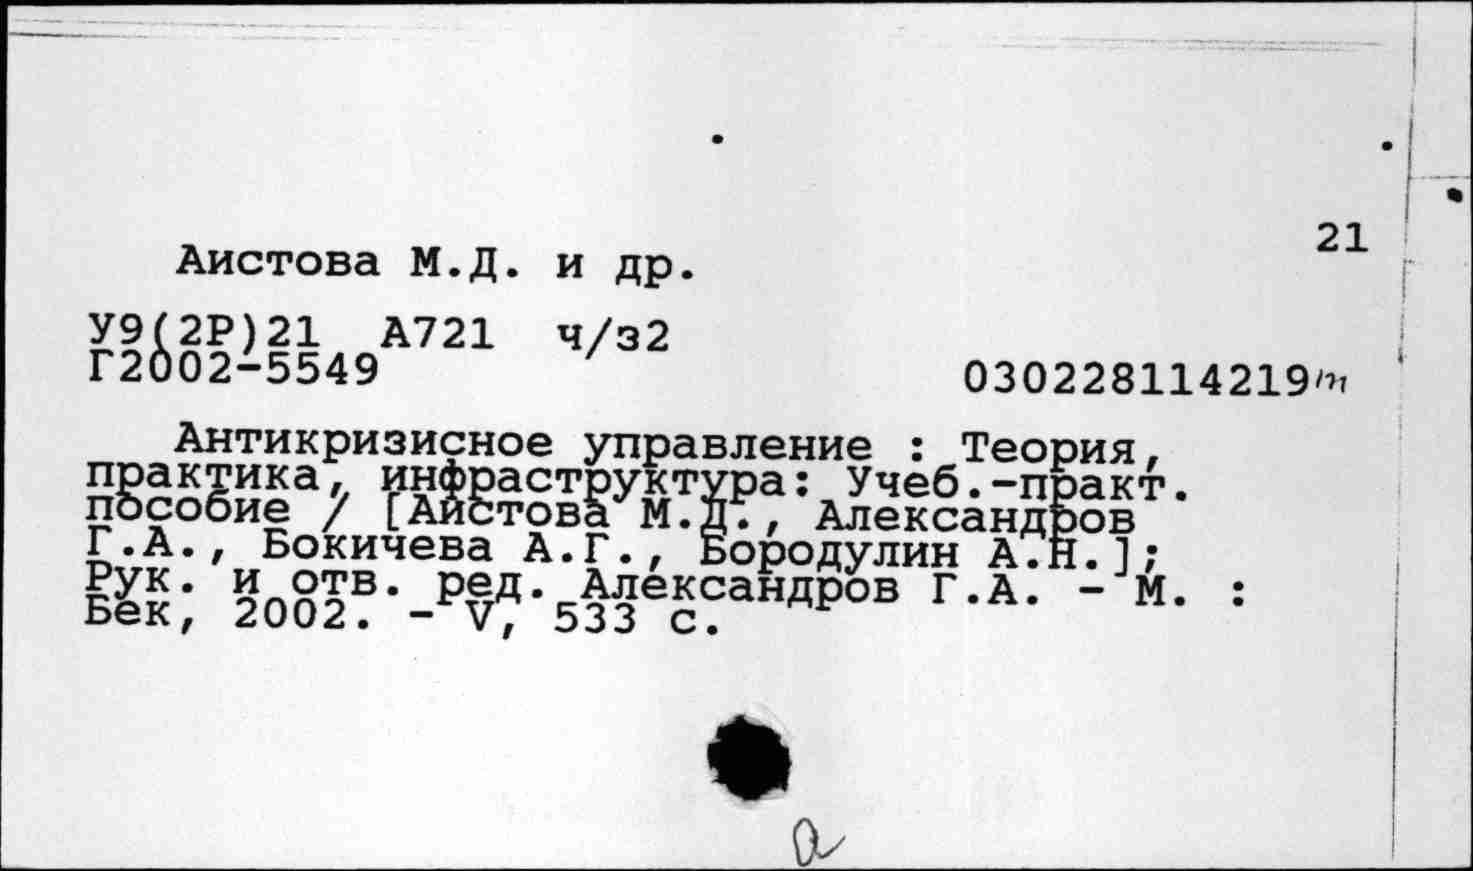 21
Аистова М.Д. и др.
У9(2Р)21 А721 ч/з2
Г2002-5549
030228114219
Антикризисное управление : Теория,
практика, инфраструктура: Учеб.-практ.
пособие / [Аистова М.Д., Александров
Г.А., Бокичева А.Г., Бородулин А.Н.];
Рук. и отв. ред. Александров Г.А. - М. :
Бек, 2002. - V, 533 с.